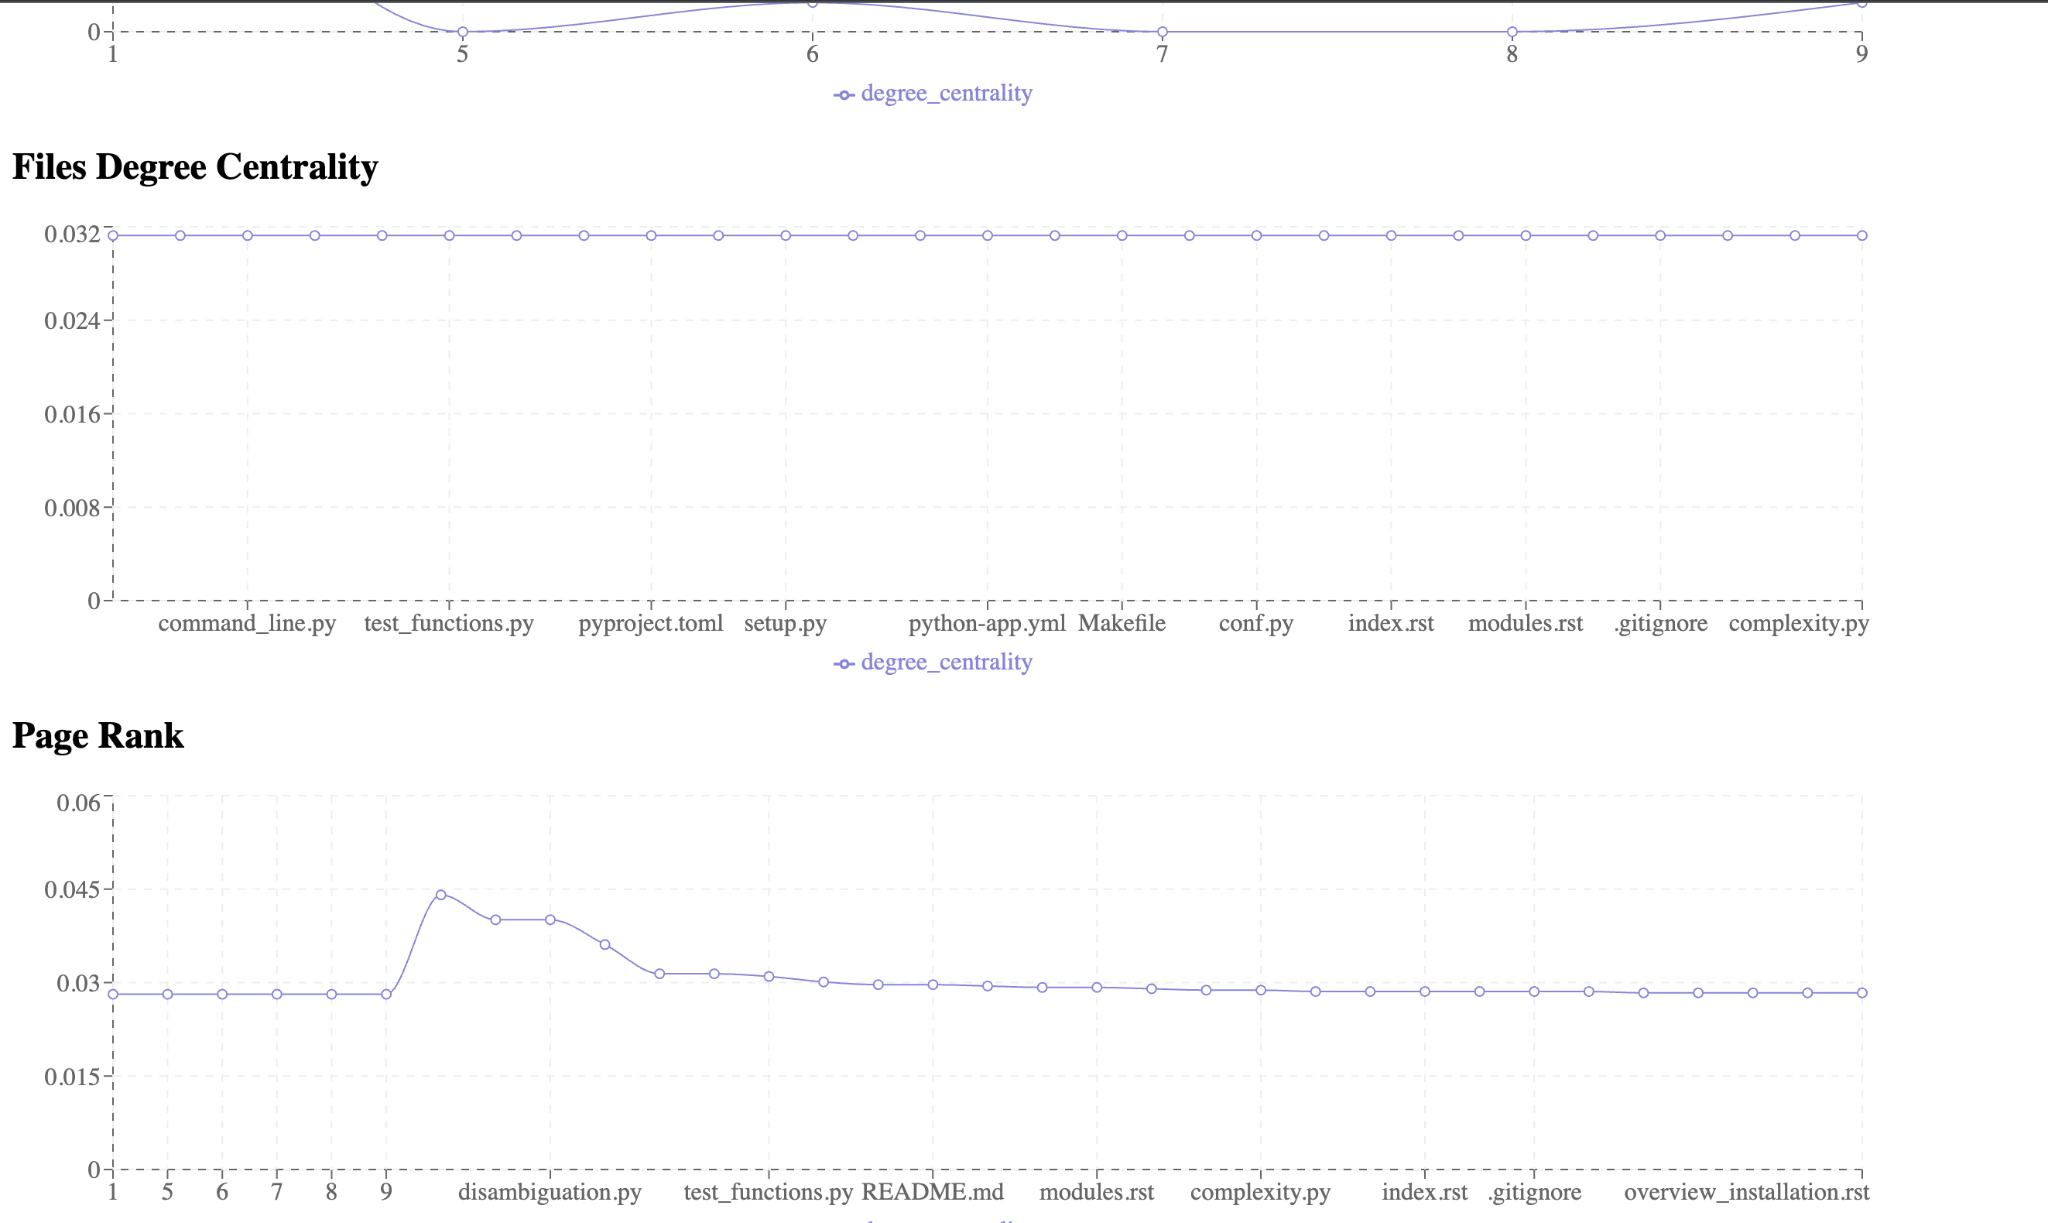 0
1 5 6 7 8 9
degree_centrality
Files Degree Centrality
0.032
0.024
0.016
0.008
0
command_line.py test_functions.py pyproject.toml setup.py python-app.yml Makefile conf.py index.rst modules.rst .gitignore complexity.py
degree_centrality
Page Rank
0.06
0.045
0.03
0.015
0
1 5 6 7 8 9 disambiguation.py test_functions.py README.md modules.rst complexity.py index.rst .gitignore overview_installation.rst